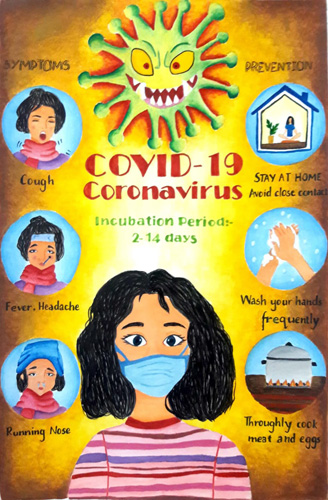 SYMPTOMS
PREVENTION
COVID-19
Coronavirus
Incubation Period:-
2-14 days
Cough
Fever, Headache
Running Nose
STAY AT HOME
Avoid close contact
Wash your hands
frequently
Throughly cook
meat and eggs